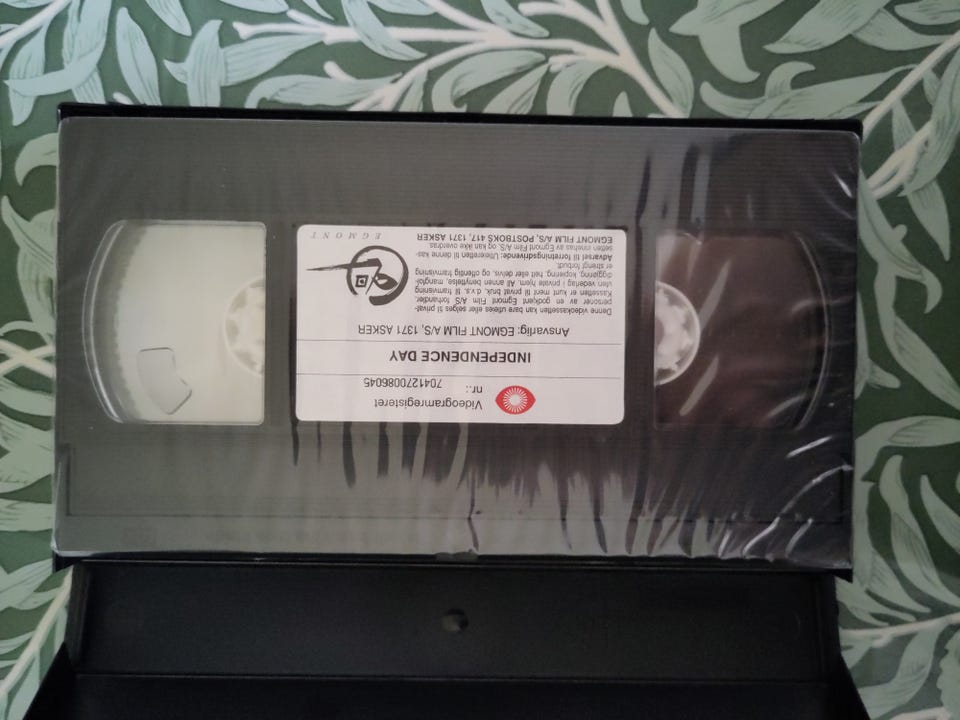 Videogramregisteret
nr.: 7041270086045
INDEPENDENCE DAY
Ansvarlig: EGMONT FILM A/S, 1371 ASKER
Denne videokassetten bare utleies eller selges til privat-
personer av en godkjent Egmont Film A/S forhandler.
Kassetten er kun ment til privat bruk, d.v.s. til framvisning
uten vederlag i private hjem. All annen benyttelse, mangfol-
diggjøring, kopiering, helt eller delvis, og offentlig framvisning
er strengt forbudt.
Advarsel til forretningsdrivende: Utleieretten til denne kas-
setten innehas av Egmont Film A/S, og kan ikke overdras.
EGMONT FILM A/S, POSTBOKS 417, 1371 ASKER
EGMONT